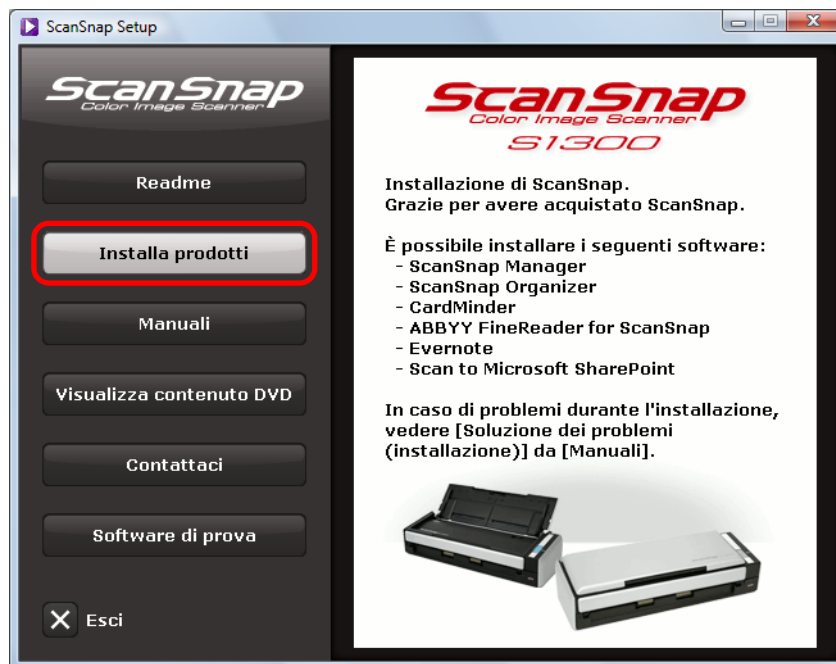 ScanSnap Setup
ScanSnap
Color Image Scanner
Readme
Installa prodotti
Manuali
Visualizza contenuto DVD
Contattaci
Software di prova
Esci
ScanSnap
Color Image Scanner
S1300
Installazione di ScanSnap.
Grazie per avere acquistato ScanSnap.
È possibile installare i seguenti software:
- ScanSnap Manager
- ScanSnap Organizer
- CardMinder
- ABBYY FineReader for ScanSnap
- Evernote
- Scan to Microsoft SharePoint
In caso di problemi durante l'installazione,
vedere [Soluzione dei problemi
(installazione)] da [Manuali].